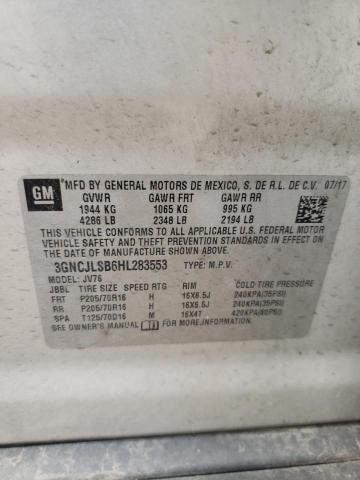 GM
*MFD BY GENERAL MOTORS DE MEXICO, S. DE R.L. DE C.V. 07/17
GVWR GAWR FRT GAWR RR
1944 KG 1065 KG 995 KG
4286 LB 2348 LB 2194 LB
THIS VEHICLE CONFORMS TO ALL APPLICABLE U.S. FEDERAL
MOTOR VEHICLE SAFETY, BUMPER, AND THEFT
PREVENTION STANDARDS IN EFFECT ON THE
DATE OF MANUFACTURE SHOWN ABOVE.
3GNCJLSB6HL283553 TYPE: M.P.V.
MODEL: JV76
JBBL TIRE SIZE SPEED RTG RIM COLD TIRE PRESSURE
FRT P205/70R16 H 16X6.5J 240KPA(35PSI)
RR P205/70R16 H 16X6.5J 240KPA(35PSI)
SPA T125/70D16 M 16X4T 420KPA(60PSI)
SEE OWNER'S MANUAL FOR MORE INFORMATION.